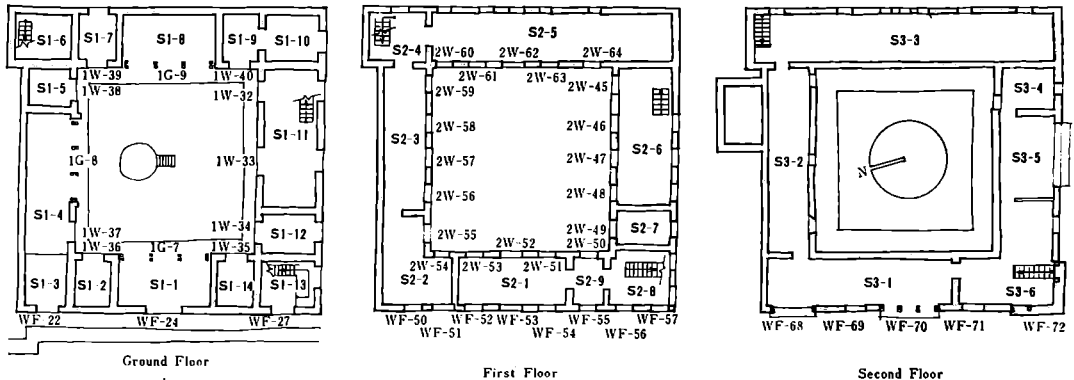 S1-6 S1-7 S1-8 S1-9 S1-10
1W-39 1G-9 1W-40
S1-5 1W-38 1W-32
S1-11
1G-8 1W-33
S1-4
1W-37 1W-34 S1-12
1W-36 1G-7 1W-35
S1-3 S1-2 S1-1 S1-14 S1-13
WF-22 WF-24 WF-27
Ground Floor
S2-4 S2-5
2W-60 2W-62 2W-64
2W-61 2W-63
2W-59 2W-45
2W-58 2W-46
S2-3 S2-6
2W-57 2W-47
2W-56 2W-48
2W-55 2W-49 S2-7
2W-52 2W-50
2W-54 2W-53 2W-51
S2-2 S2-1 S2-9 S2-8
WF-50 WF-52 WF-53 WF-55 WF-57
WF-51 WF-54 WF-56
First Floor
S3-3
S3-4
S3-2 S3-5
N
S3-1 S3-6
WF-68 WF-69 WF-70 WF-71 WF-72
Second Floor